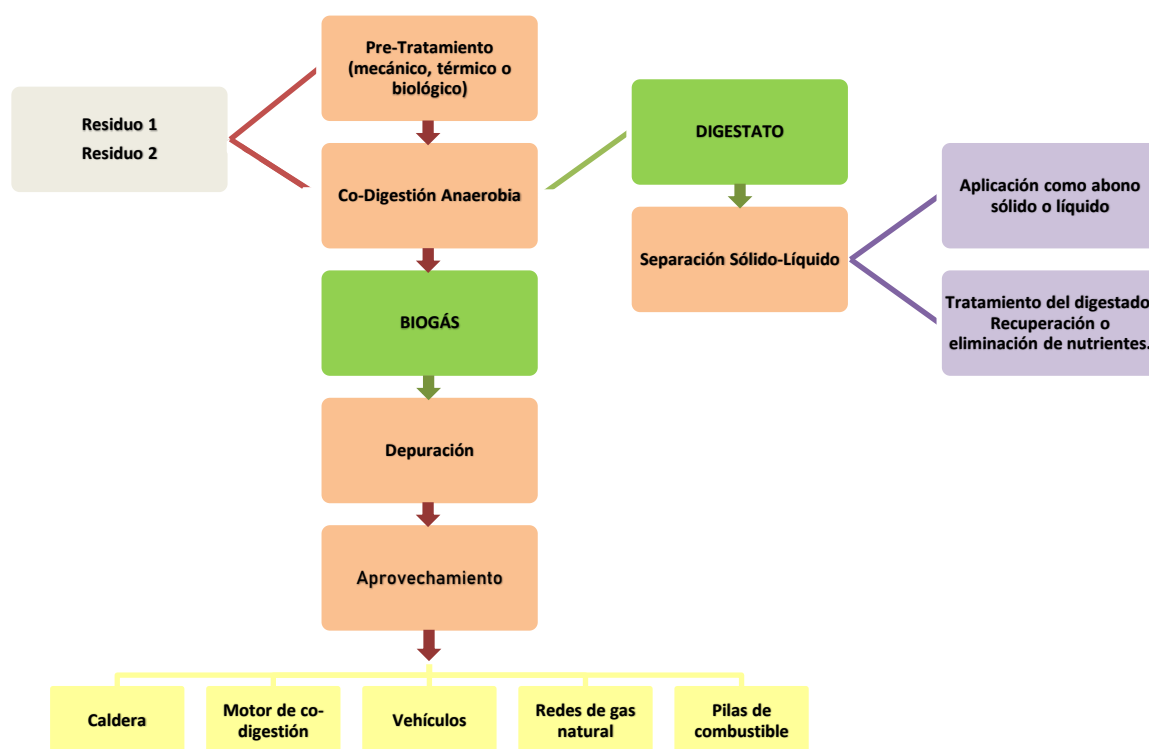 Pre-Tratamiento
(mecánico, térmico o
biológico)
Residuo 1
Residuo 2
DIGESTATO
Co-Digestión Anaerobia
Aplicación como abono
sólido o líquido
Separación Sólido-Líquido
Tratamiento del digestado
Recuperación o
eliminación de nutrientes.
BIOGÁS
Depuración
Aprovechamiento
Caldera
Motor de co-
digestión
Vehículos
Redes de gas
natural
Pilas de
combustible